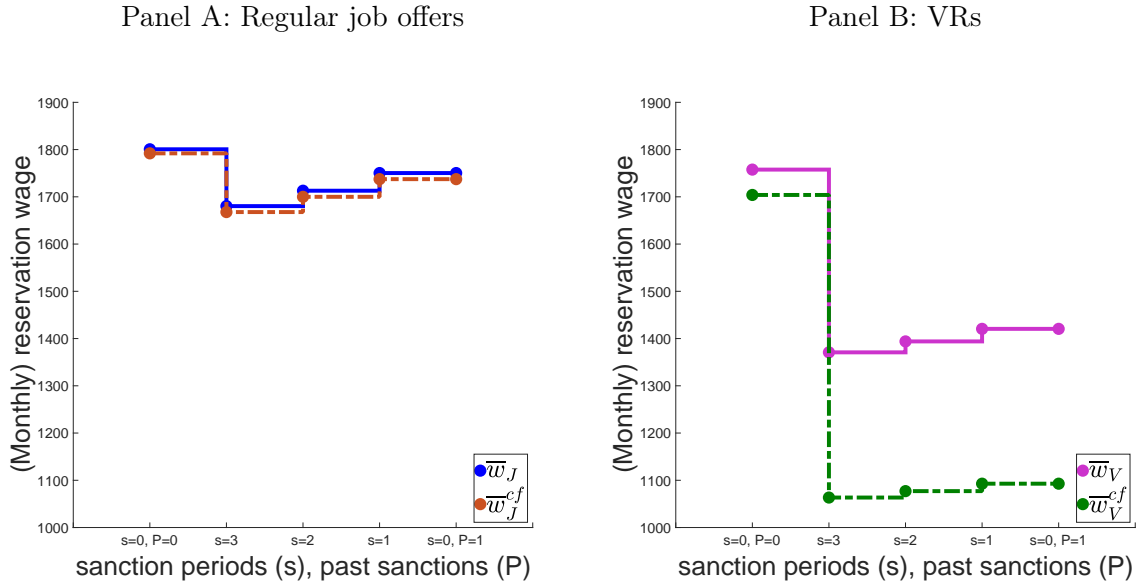 Panel A: Regular job offers
1900
1800
1700
1600
1500
1400
1300
1200
1100
1000
(Monthly) reservation wage
s=0, P=0 s=3 s=2 s=1 s=0, P=1
sanction periods (s), past sanctions (P)
w̅_J
w̅_J^{cf}
Panel B: VRs
1900
1800
1700
1600
1500
1400
1300
1200
1100
1000
(Monthly) reservation wage
s=0, P=0 s=3 s=2 s=1 s=0, P=1
sanction periods (s), past sanctions (P)
w̅_V
w̅_V^{cf}